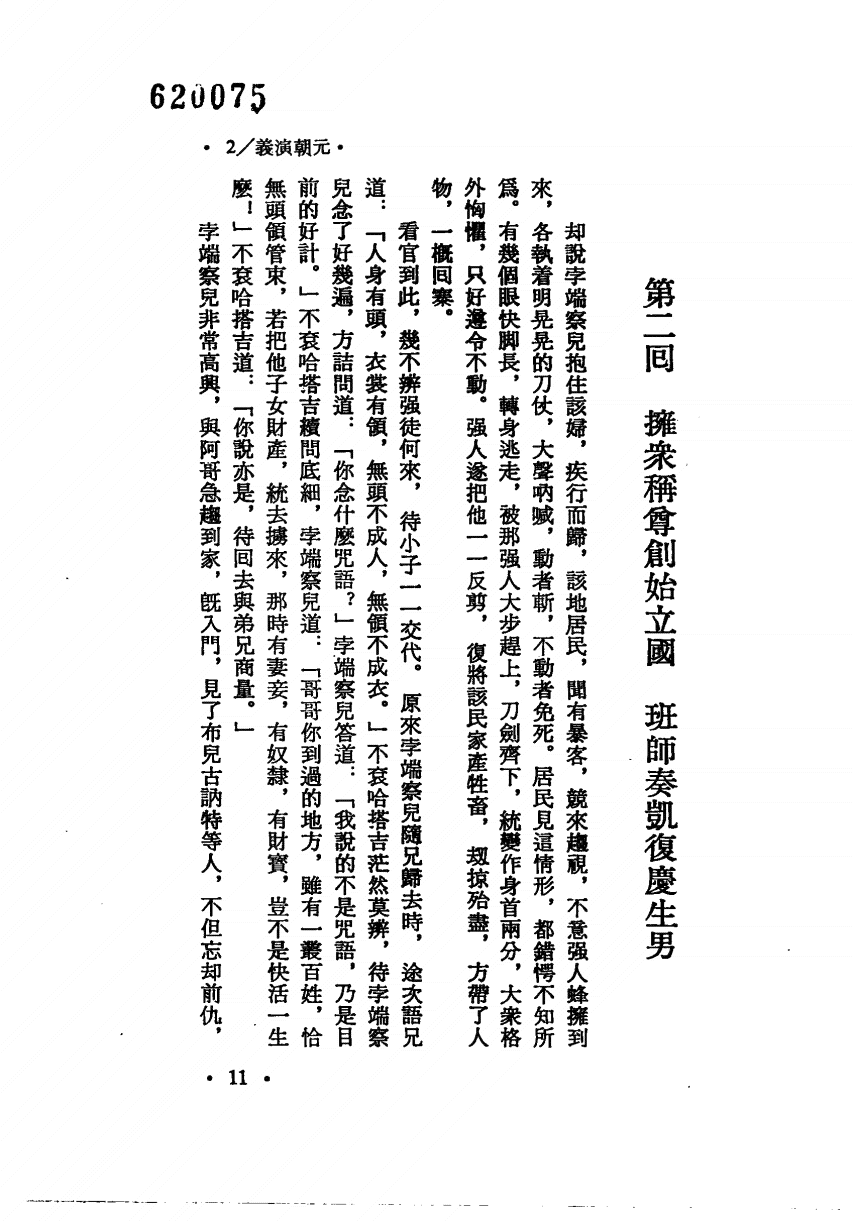 620075
•2/義演朝元•
第二回　擁衆稱尊創始立國　班師奏凱復慶生男
却說孛端察兒抱住該婦，疾行而歸，該地居民，聞有暴客，競來趨視，不意强人蜂擁到
來，各執着明晃晃的刀仗，大聲吶喊，動者斬，不動者免死。居民見這情形，都錯愕不知所
爲。有幾個眼快脚長，轉身逃走，被那强人大步趕上，刀劍齊下，統變作身首兩分，大衆格
外恟懼，只好遵令不動。强人遂把他一一反剪，復將該民家產牲畜，刼掠殆盡，方帶了人
物，一概回寨。
看官到此，幾不辨强徒何來，待小子一一交代。原來孛端察兒隨兄歸去時，途次語兄
道：「人身有頭，衣裳有領，無頭不成人，無領不成衣。」不袞哈搭吉茫然莫辨，待孛端察
兒念了好幾遍，方詰問道：「你念什麽咒語？」孛端察兒答道：「我說的不是咒語，乃是目
前的好計。」不袞哈搭吉續問底細，孛端察兒道：「哥哥你到過的地方，雖有一叢百姓，恰
無頭領管束，若把他子女財產，統去擄來，那時有妻妾，有奴隸，有財寶，豈不是快活一生
麽！」不袞哈搭吉道：「你說亦是，待回去與弟兄商量。」
孛端察兒非常高興，與阿哥急趨到家，旣入門，見了布兒古訥特等人，不但忘却前仇，
•11•